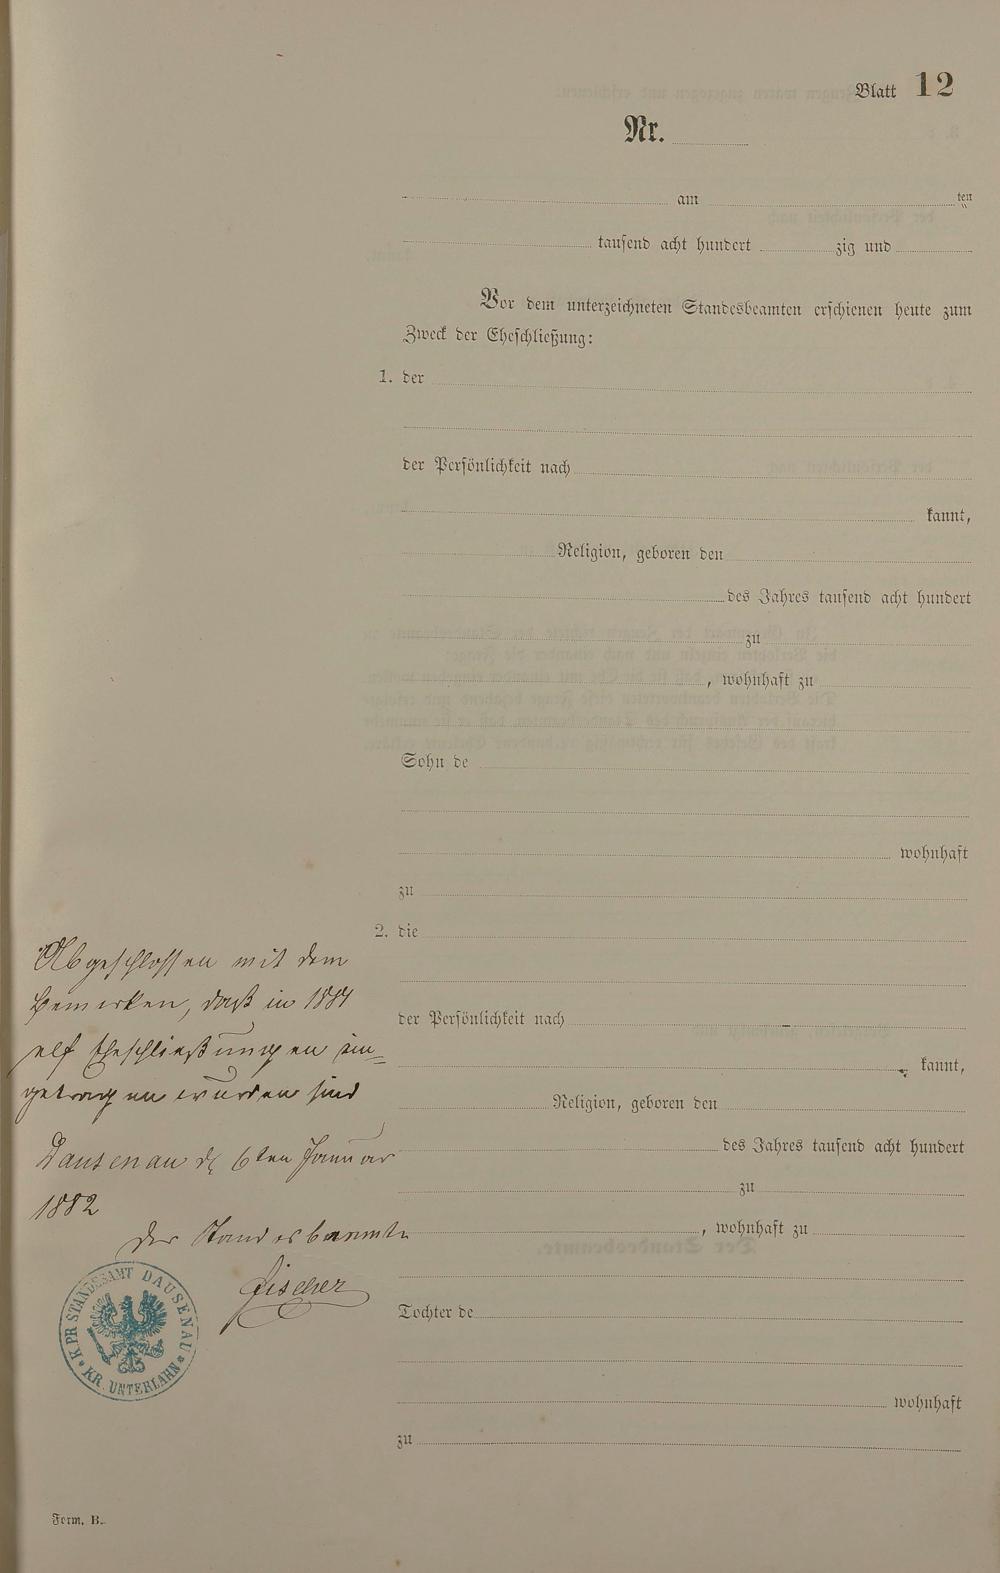 Blatt 12
Nr.
am ten
tausend acht hundert zig und
Vor dem unterzeichneten Standesbeamten erschienen heute zum
Zweck der Eheschließung:
1. der
der Persönlichkeit nach
kannt,
Religion, geboren den
des Jahres tausend acht hundert
zu
, wohnhaft zu
Sohn de
wohnhaft
zu
2. die
der Persönlichkeit nach
kannt,
Religion, geboren den
des Jahres tausend acht hundert
zu
, wohnhaft zu
Tochter de
wohnhaft
zu
Abgeschlossen mit dem
Bemerken, daß in 1881
elf Eheschließungen ein=
getragen wurden sind
Dausenau d 6ten Januar
1882
Der Standesbeamte
Fischer
K. PR. STANDESAMT DAUSENAU
* KR. UNTERLAHN *
Form. B.